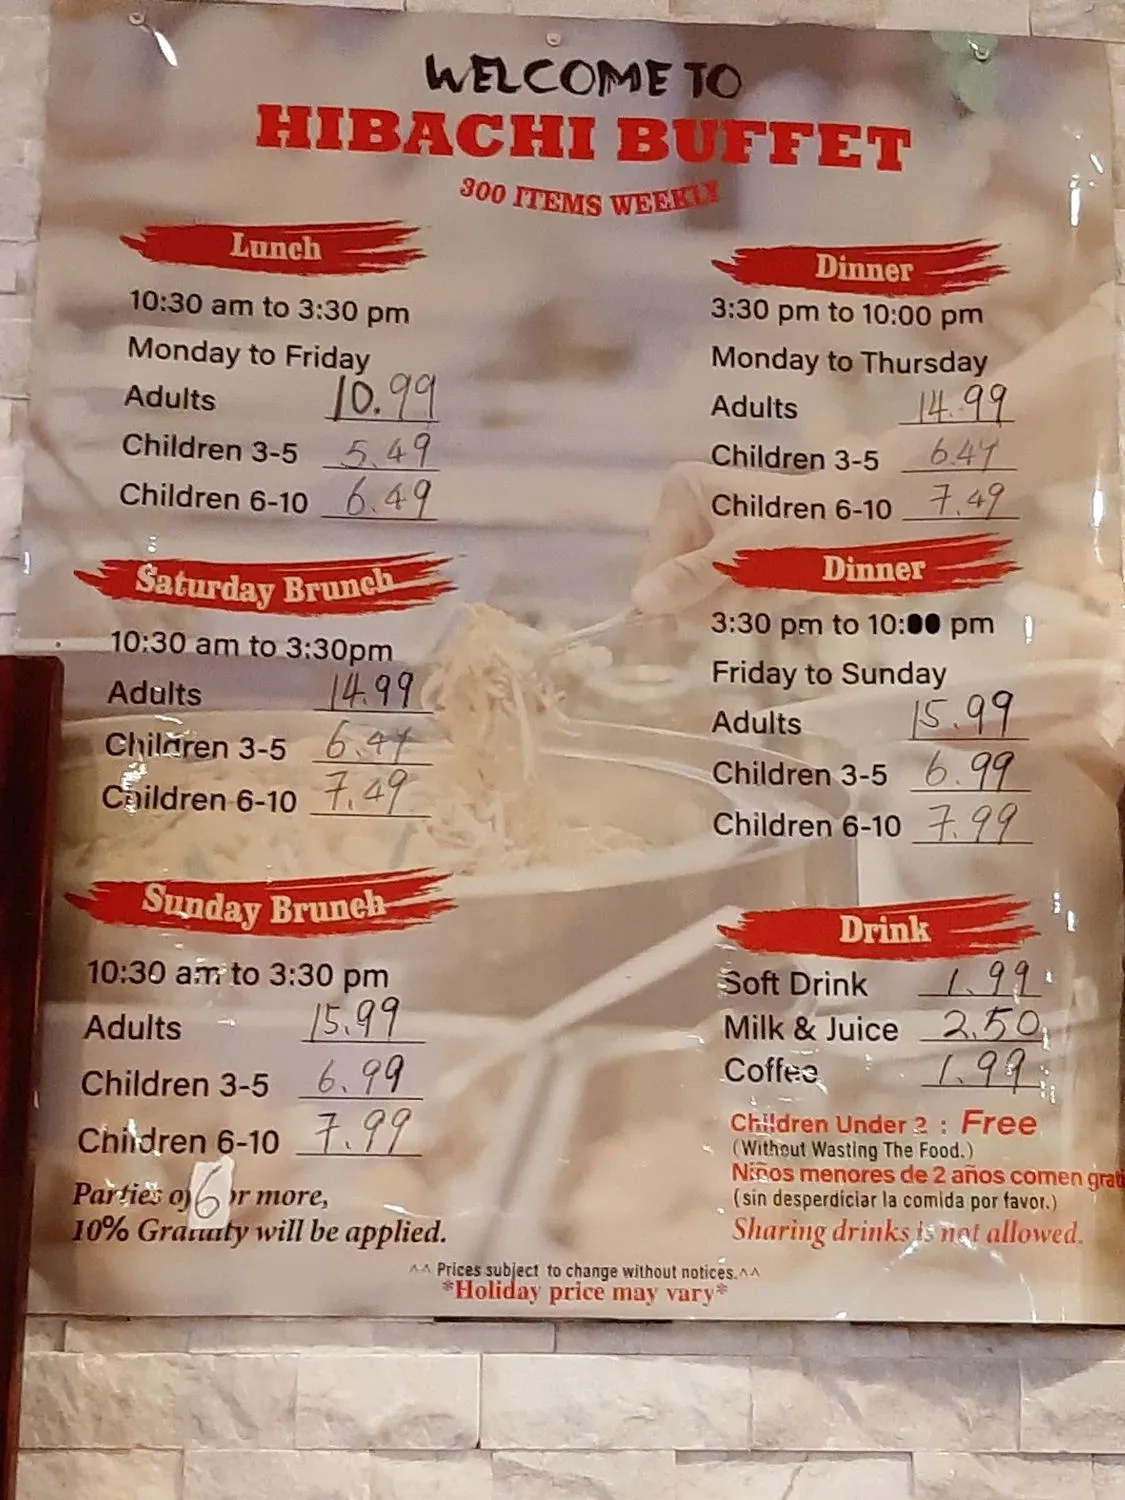 WELCOME TO
HIBACHI BUFFET
300 ITEMS WEEKLY
Lunch
10:30 am to 3:30 pm
Monday to Friday
Adults 10.99
Children 3-5 5.49
Children 6-10 6.49
Saturday Brunch
10:30 am to 3:30pm
Adults 14.99
Children 3-5 6.49
Children 6-10 7.49
Sunday Brunch
10:30 am to 3:30 pm
Adults 15.99
Children 3-5 6.99
Children 6-10 7.99
Parties of 6 or more,
10% Gratuity will be applied.
Dinner
3:30 pm to 10:00 pm
Monday to Thursday
Adults 14.99
Children 3-5 6.49
Children 6-10 7.49
Dinner
3:30 pm to 10:00 pm
Friday to Sunday
Adults 15.99
Children 3-5 6.99
Children 6-10 7.99
Drink
Soft Drink 1.99
Milk & Juice 2.50
Coffee 1.99
Children Under 2 : Free
(Without Wasting The Food.)
Niños menores de 2 años comen grati
(sin desperdiciar la comida por favor.)
Sharing drinks is not allowed.
^^ Prices subject to change without notices.^^
*Holiday price may vary*